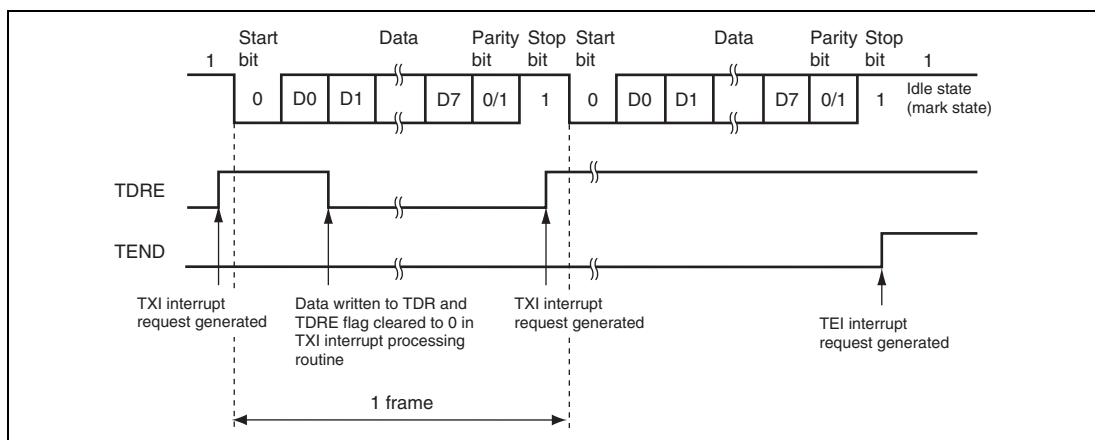 1
Start bit
Data
Parity bit
Stop bit
Start bit
Data
Parity bit
Stop bit
1
0
D0
D1
D7
0/1
1
0
D0
D1
D7
0/1
1
Idle state
(mark state)
TDRE
TEND
TXI interrupt
request generated
Data written to TDR and
TDRE flag cleared to 0 in
TXI interrupt processing
routine
TXI interrupt
request generated
TEI interrupt
request generated
1 frame